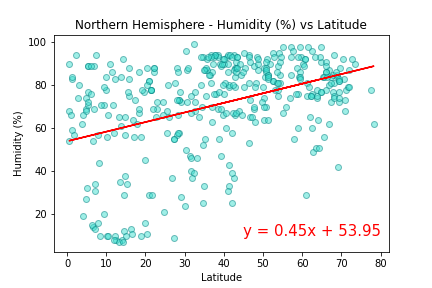 Northern Hemisphere - Humidity (%) vs Latitude
Humidity (%)
100
80
60
40
20
y = 0.45x + 53.95
0 10 20 30 40 50 60 70 80
Latitude